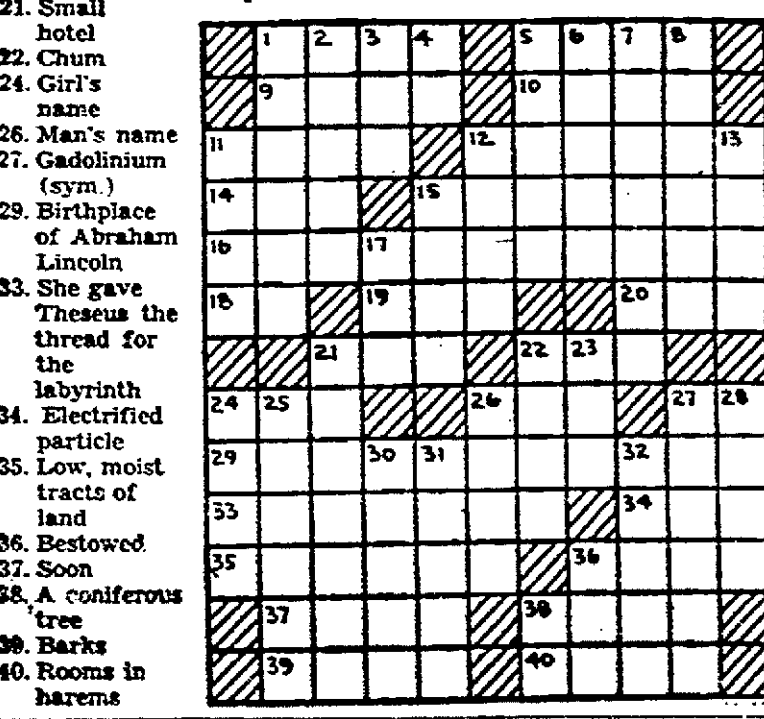 21. Small
hotel
22. Chum
24. Girl's
name
26. Man's name
27. Gadolinium
(sym.)
29. Birthplace
of Abraham
Lincoln
33. She gave
Theseus the
thread for
the
labyrinth
34. Electrified
particle
35. Low, moist
tracts of
land
36. Bestowed.
37. Soon
38. A coniferous
tree
39. Barks
40. Rooms in
harems
1 2 3 4 5 6 7 8
9 10
11 12 13
14 15
16 17
18 19 20
21 22 23
24 25 26 27 28
29 30 31 32
33 34
35 36
37 38
39 40